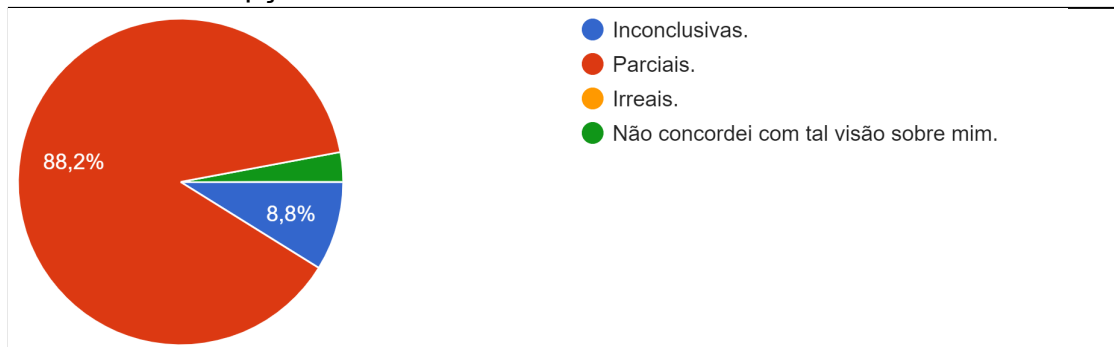 Inconclusivas.
Parciais.
Irreais.
Não concordei com tal visão sobre mim.
88,2%
8,8%